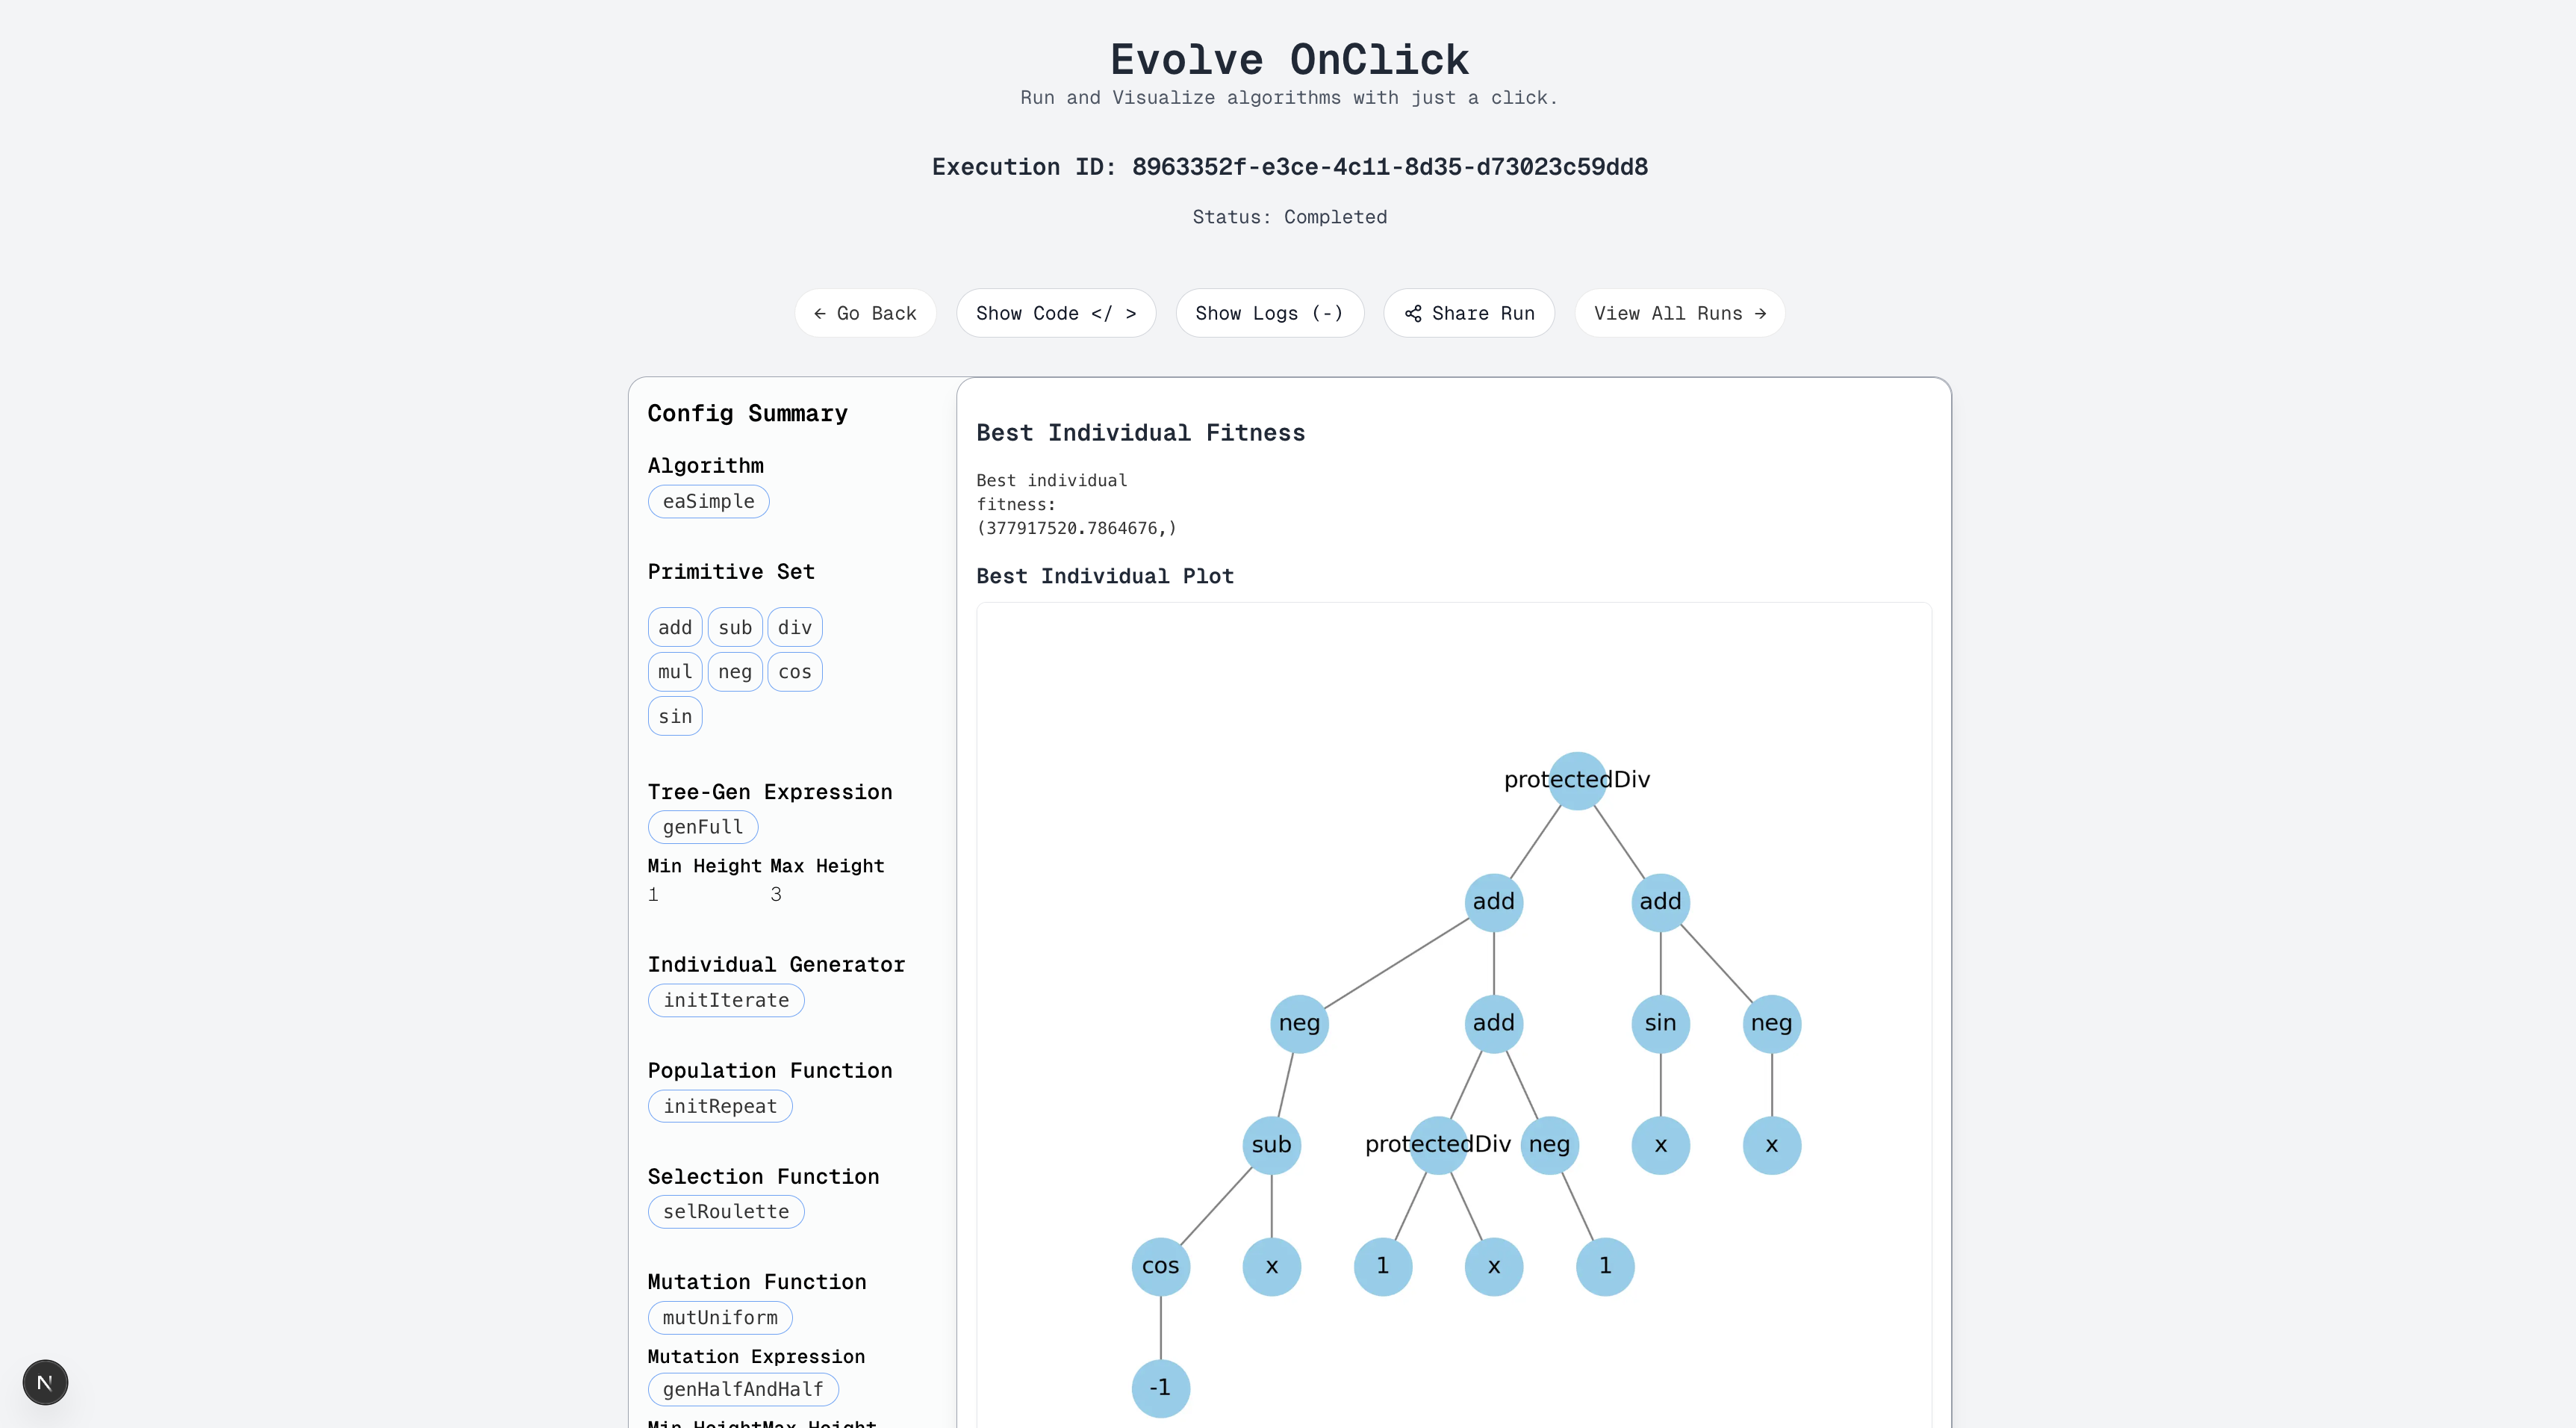 Evolve OnClick
Run and Visualize algorithms with just a click.
Execution ID: 8963352f-e3ce-4c11-8d35-d73023c59dd8
Status: Completed
← Go Back
Show Code </ >
Show Logs (-)
Share Run
View All Runs →
Config Summary
Algorithm
eaSimple
Primitive Set
add sub div
mul neg cos
sin
Tree-Gen Expression
genFull
Min Height Max Height
1 3
Individual Generator
initIterate
Population Function
initRepeat
Selection Function
selRoulette
Mutation Function
mutUniform
Mutation Expression
genHalfAndHalf
Min HeightMax Height
Best Individual Fitness
Best individual
fitness:
(377917520.7864676,)
Best Individual Plot
protectedDiv
add add
neg add sin neg
sub protectedDiv neg x x
cos x 1 x 1
-1
N